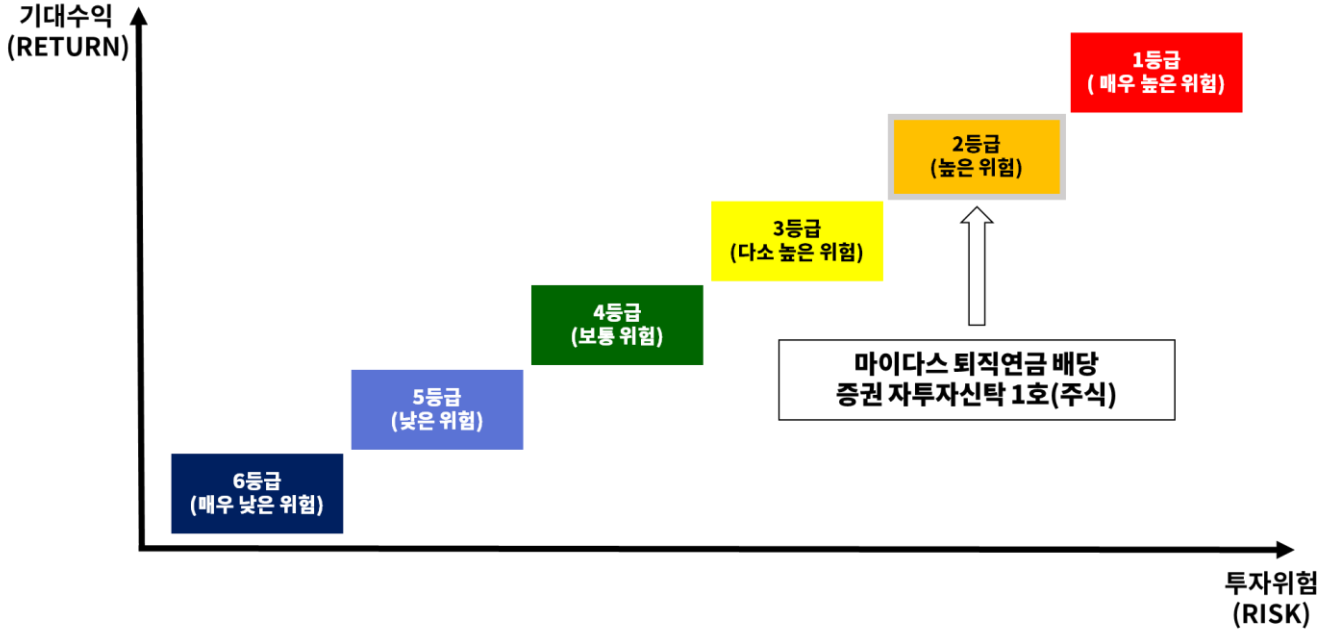 기대수익
(RETURN)
1등급
( 매우 높은 위험)
2등급
(높은 위험)
3등급
(다소 높은 위험)
4등급
(보통 위험)
마이다스 퇴직연금 배당
증권 자투자신탁 1호(주식)
5등급
(낮은 위험)
6등급
(매우 낮은 위험)
투자위험
(RISK)